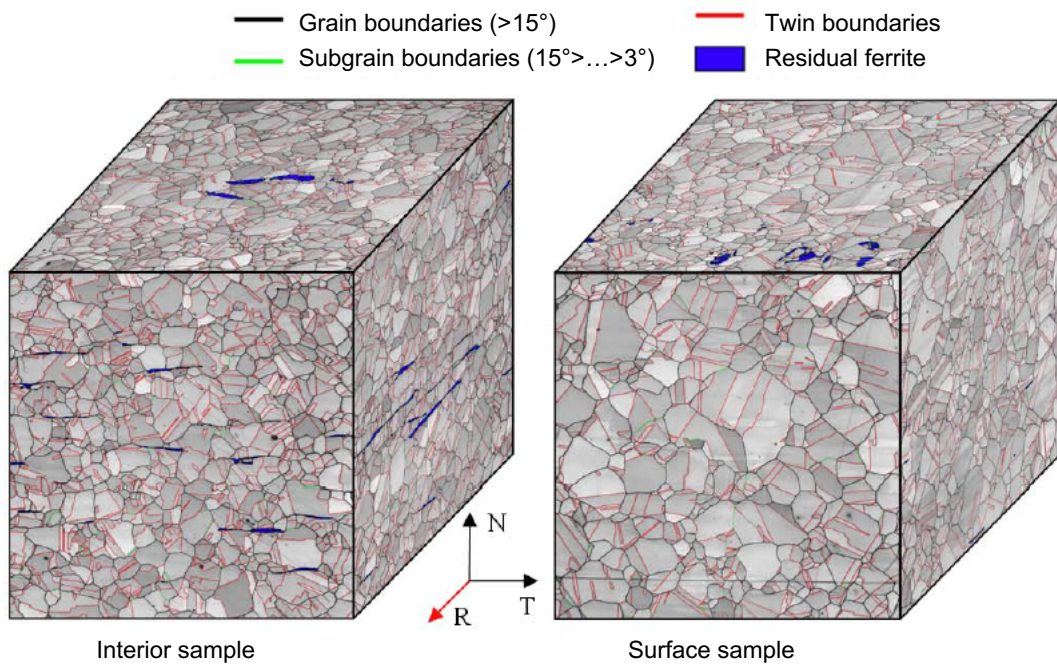 Grain boundaries (>15°)
Twin boundaries
Subgrain boundaries (15°>...>3°)
Residual ferrite
N
T
R
Interior sample
Surface sample